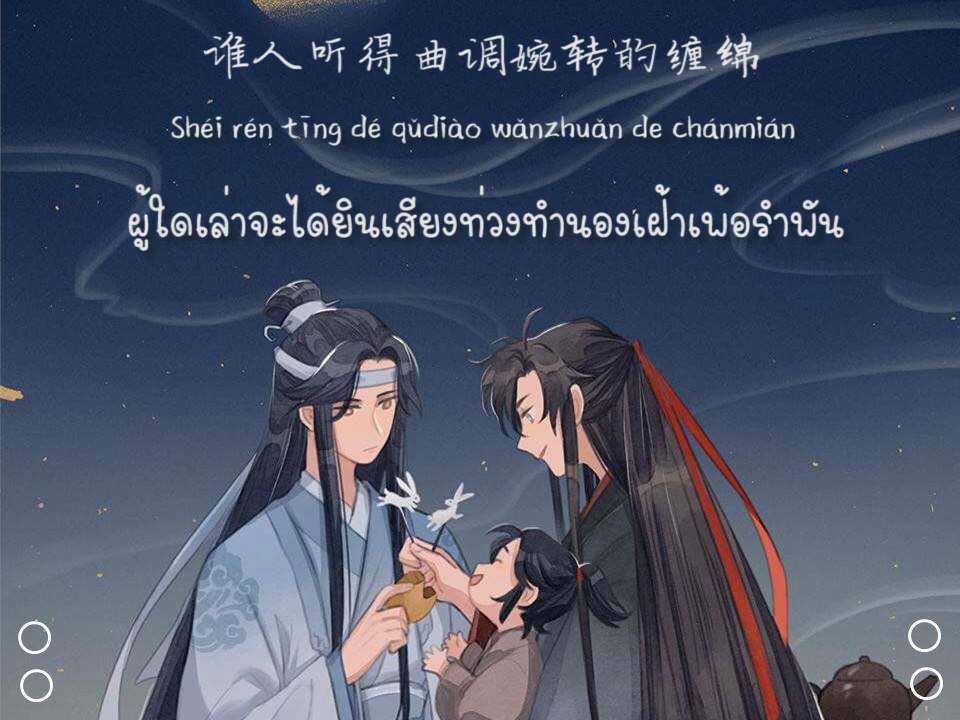 谁人听得曲调婉转的缠绵
Shéi rén tīng dé qǔdiào wǎnzhuǎn de chánmián
ผู้ใดเล่าจะได้ยินเสียงท่วงทำนองเฝ้าเพ้อรำพัน